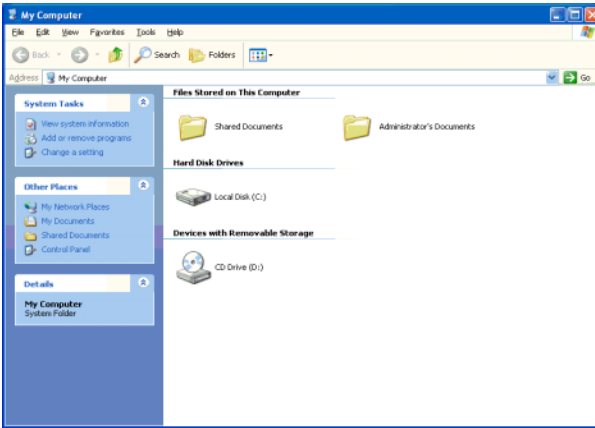 My Computer
File Edit View Favorites Tools Help
Back Search Folders
Address My Computer Go
System Tasks
View system information
Add or remove programs
Change a setting
Other Places
My Network Places
My Documents
Shared Documents
Control Panel
Details
My Computer
System Folder
Files Stored on This Computer
Shared Documents Administrator's Documents
Hard Disk Drives
Local Disk (C:)
Devices with Removable Storage
CD Drive (D:)